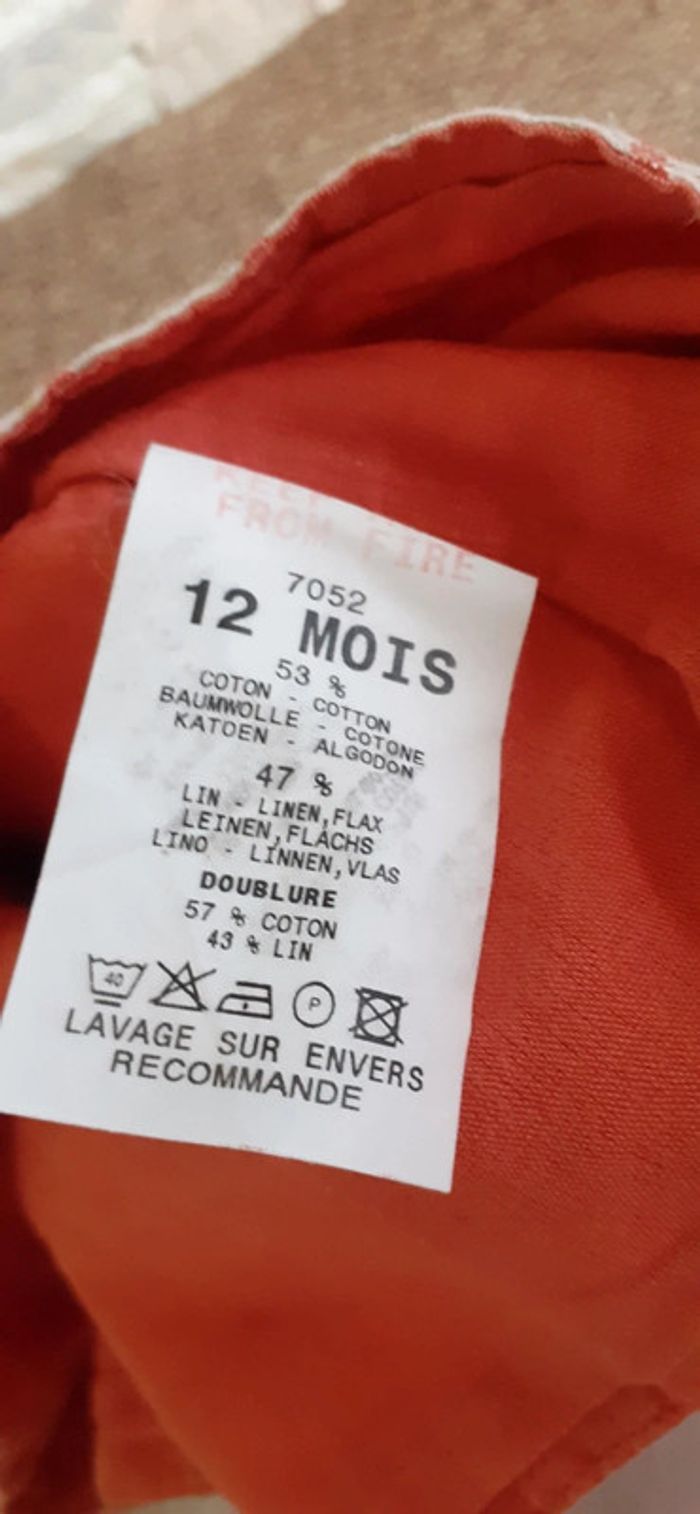 KEEP
FROM FIRE
7052
12 MOIS
53 %
COTON - COTTON
BAUMWOLLE - COTONE
KATOEN - ALGODON
47 %
LIN - LINEN,FLAX
LEINEN,FLACHS
LINO - LINNEN,VLAS
DOUBLURE
57 % COTON
43 % LIN
40 P
LAVAGE SUR ENVERS
RECOMMANDE